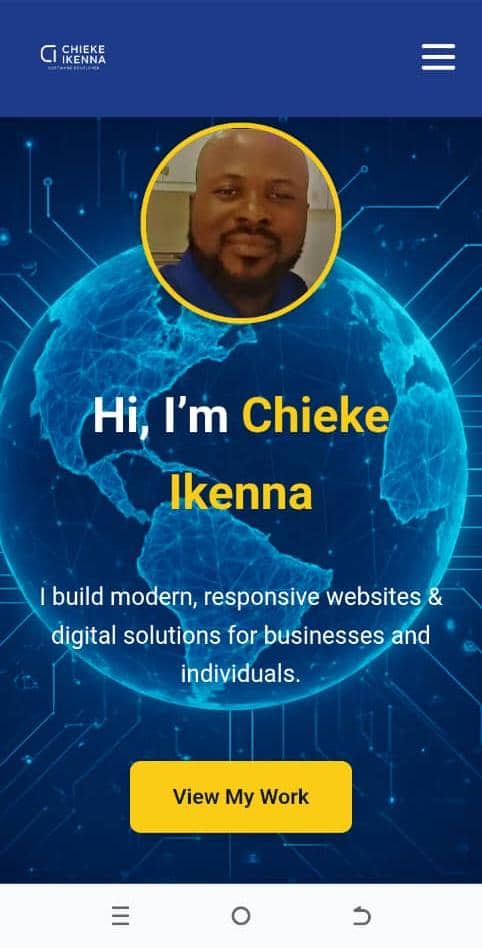 CHIEKE
IKENNA
SOFTWARE DEVELOPER
Hi, I’m Chieke
Ikenna
I build modern, responsive websites &
digital solutions for businesses and
individuals.
View My Work